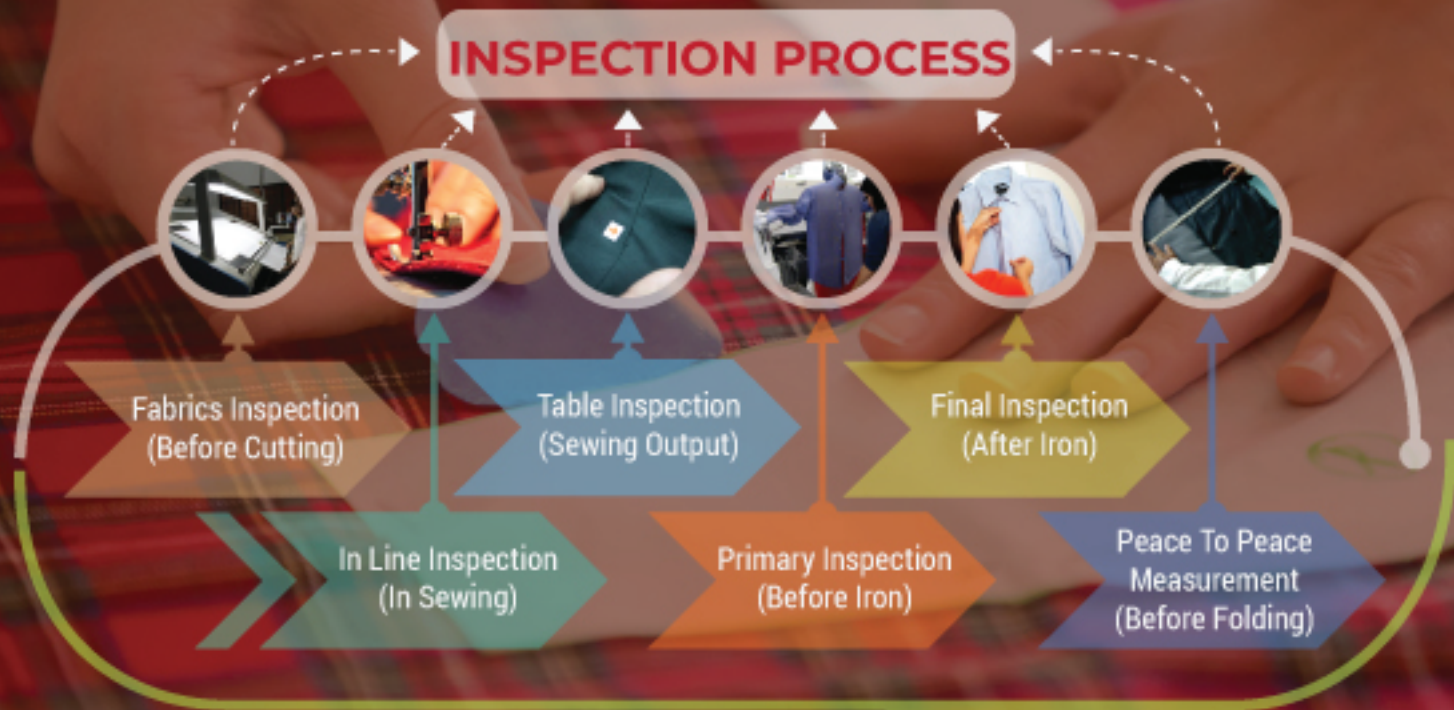 INSPECTION PROCESS
Fabrics Inspection
(Before Cutting)
In Line Inspection
(In Sewing)
Table Inspection
(Sewing Output)
Primary Inspection
(Before Iron)
Final Inspection
(After Iron)
Peace To Peace
Measurement
(Before Folding)